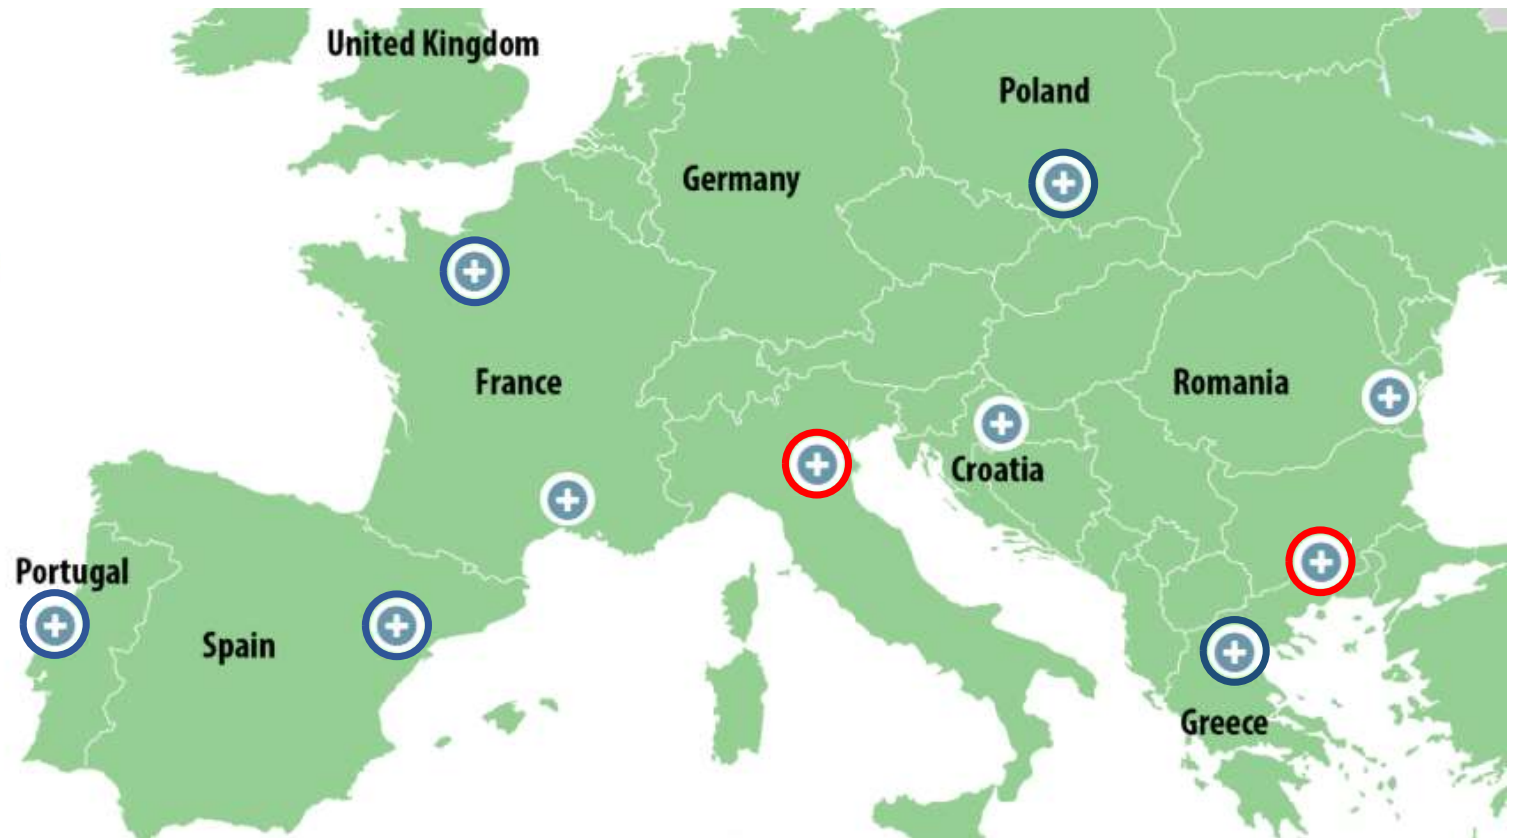 United Kingdom
Poland
Germany
France
Romania
Croatia
Portugal
Spain
Greece